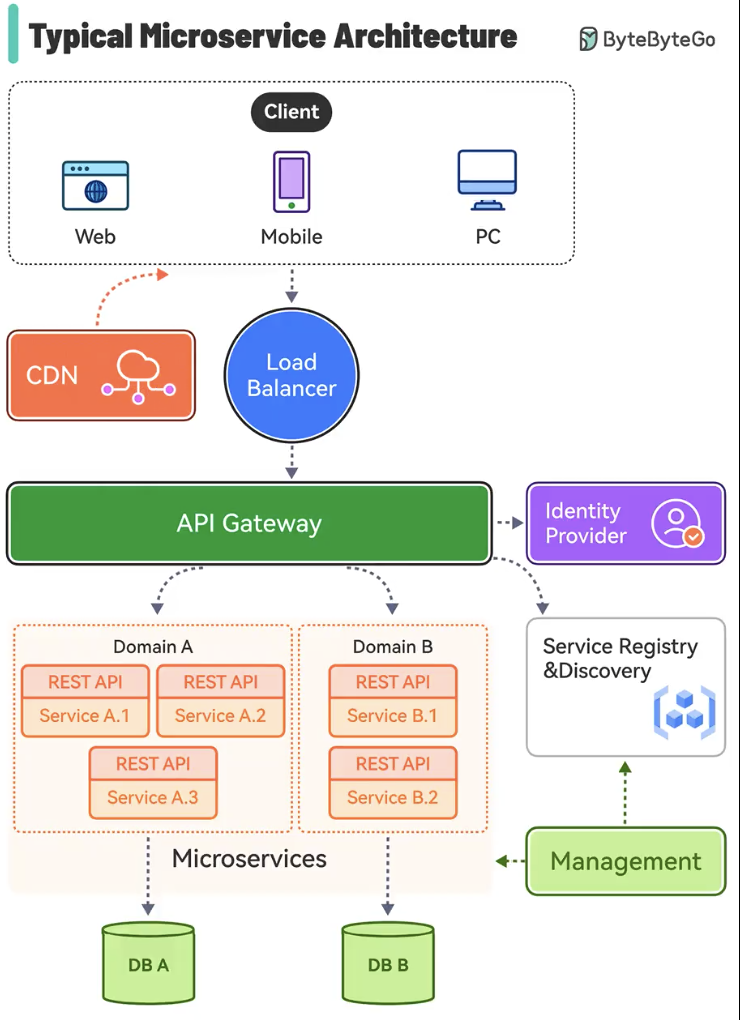 Typical Microservice Architecture
ByteByteGo
Client
Web
Mobile
PC
CDN
Load
Balancer
API Gateway
Identity
Provider
Domain A
REST API
Service A.1
REST API
Service A.2
REST API
Service A.3
Domain B
REST API
Service B.1
REST API
Service B.2
Service Registry
&Discovery
Microservices
Management
DB A
DB B